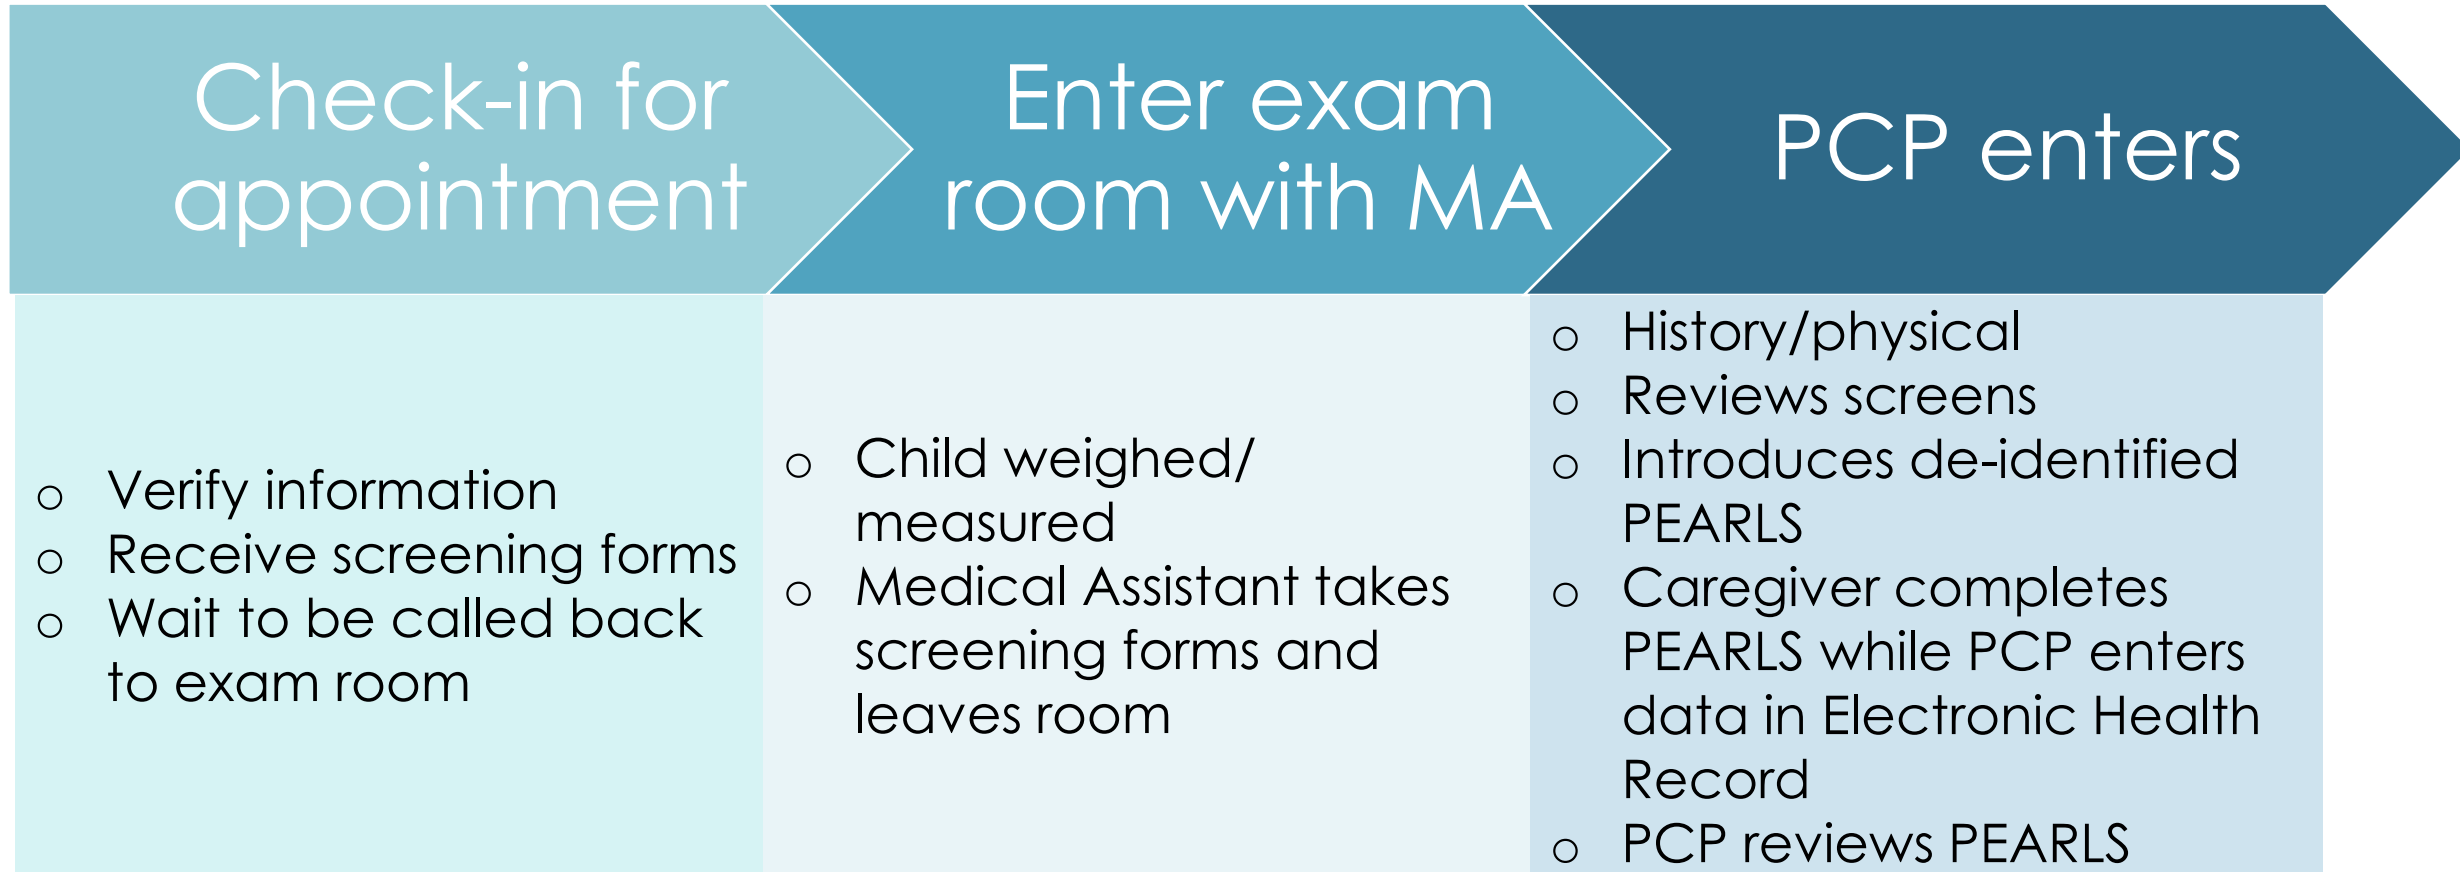 Check-in for
appointment
Enter exam
room with MA
PCP enters
o Verify information
o Receive screening forms
o Wait to be called back
to exam room
o Child weighed/
measured
o Medical Assistant takes
screening forms and
leaves room
o History/physical
o Reviews screens
o Introduces de-identified
PEARLS
o Caregiver completes
PEARLS while PCP enters
data in Electronic Health
Record
o PCP reviews PEARLS